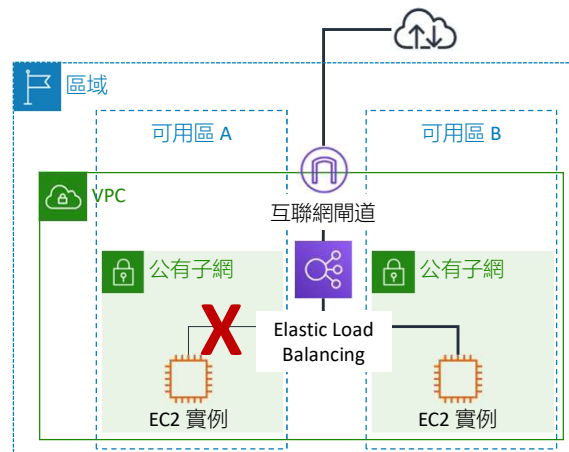 區域
可用區 A
可用區 B
VPC
互聯網閘道
公有子網
公有子網
X
Elastic Load
Balancing
EC2 實例
EC2 實例